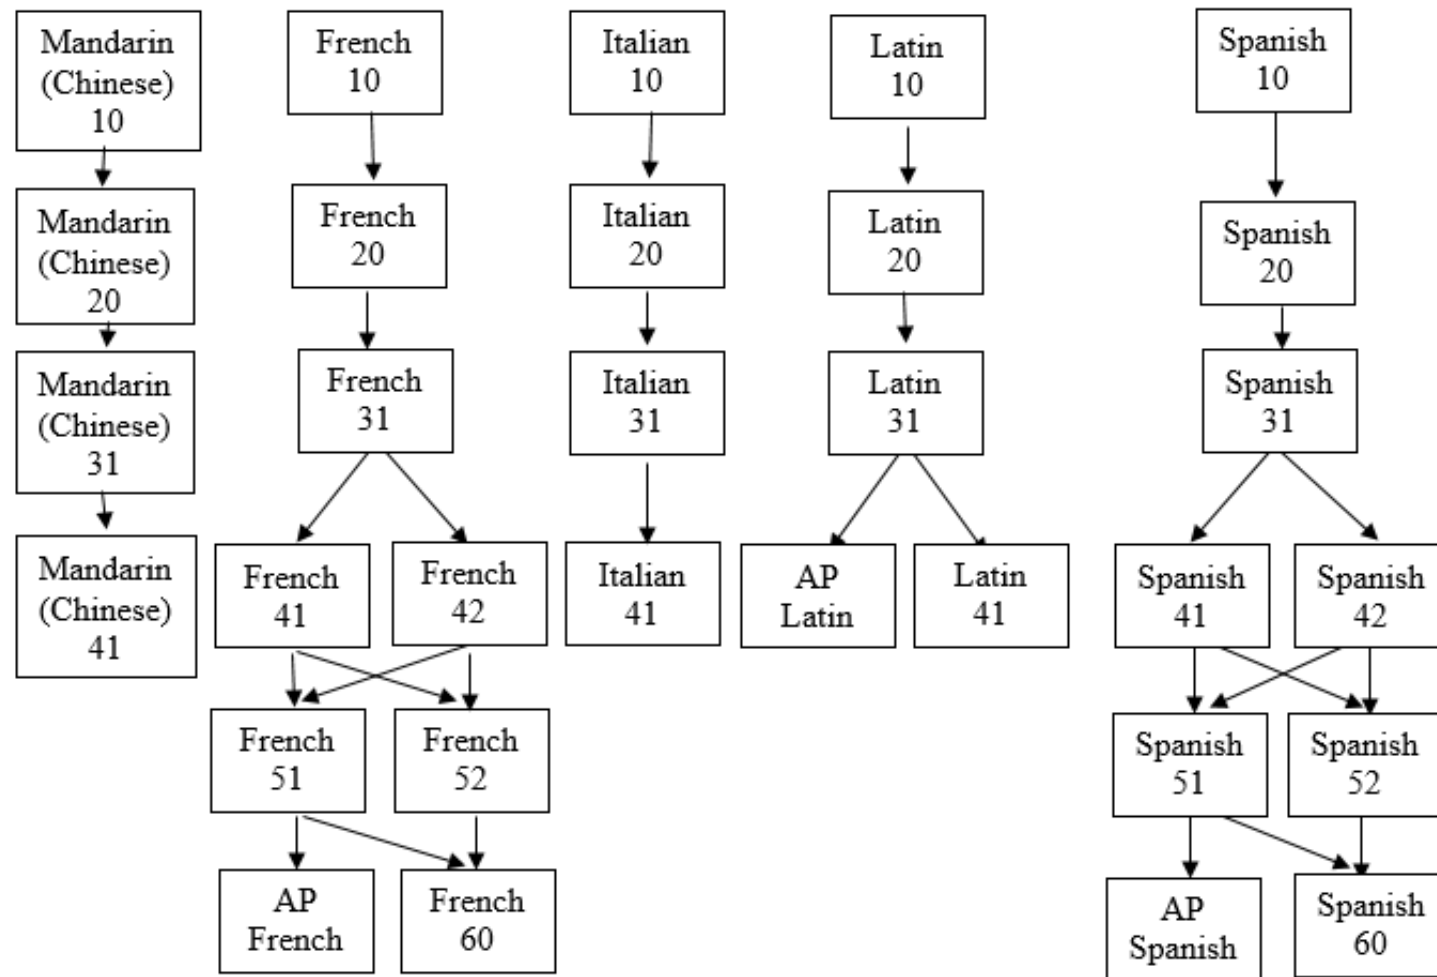 Mandarin
(Chinese)
10
French
10
Italian
10
Latin
10
Spanish
10
Mandarin
(Chinese)
20
French
20
Italian
20
Latin
20
Spanish
20
Mandarin
(Chinese)
31
French
31
Italian
31
Latin
31
Spanish
31
Mandarin
(Chinese)
41
French
41
French
42
Italian
41
AP
Latin
Latin
41
Spanish
41
Spanish
42
French
51
French
52
Spanish
51
Spanish
52
AP
French
French
60
AP
Spanish
Spanish
60